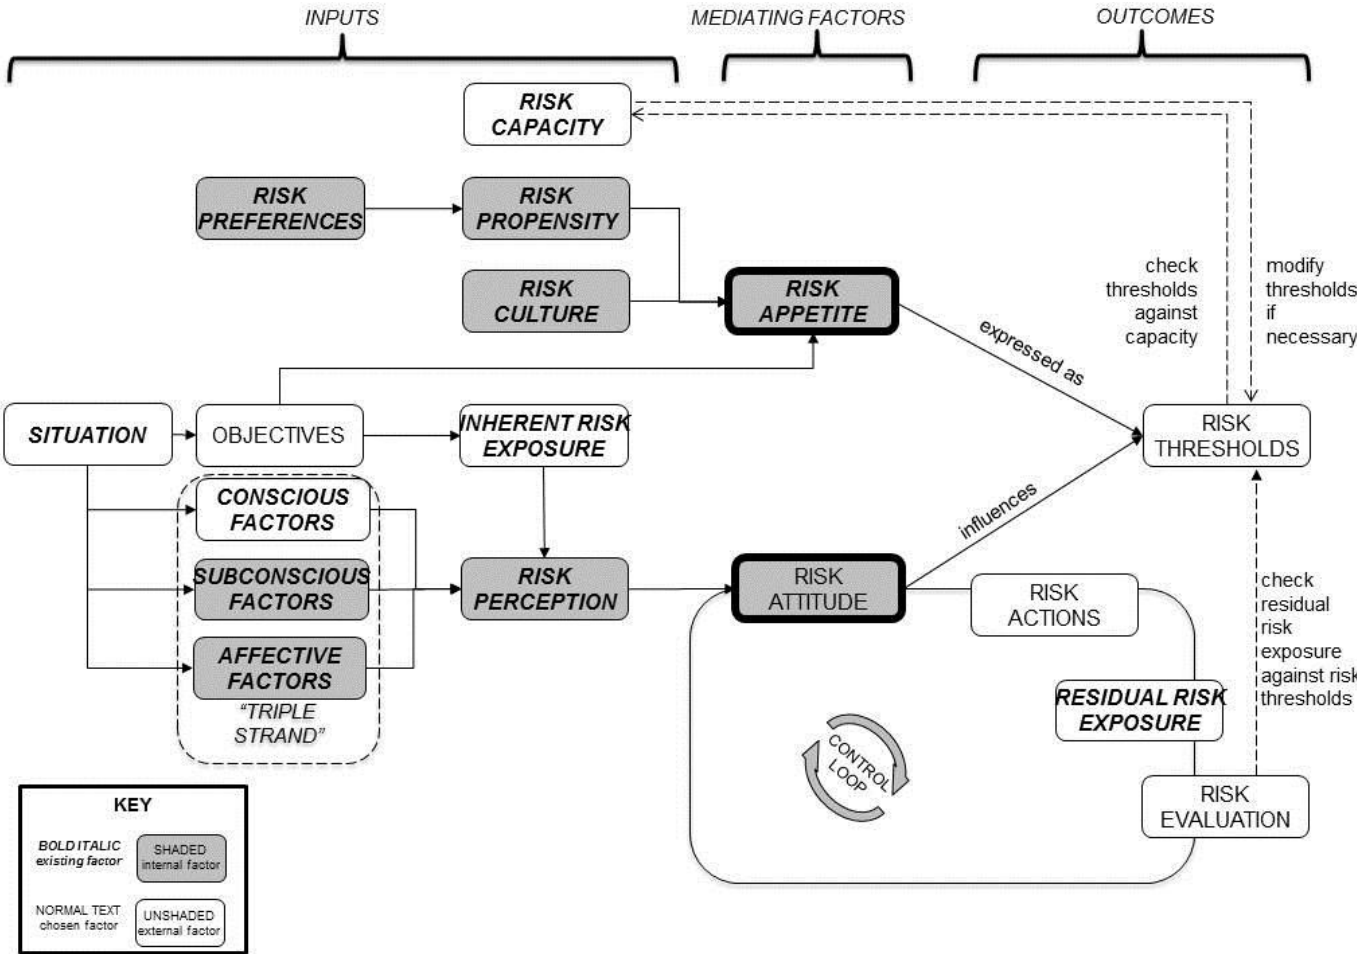 INPUTS
MEDIATING FACTORS
OUTCOMES
RISK
CAPACITY
RISK
PREFERENCES
RISK
PROPENSITY
RISK
CULTURE
RISK
APPETITE
check
thresholds
against
capacity
modify
thresholds
if
necessary
expressed as
SITUATION
OBJECTIVES
INHERENT RISK
EXPOSURE
RISK
THRESHOLDS
CONSCIOUS
FACTORS
influences
SUBCONSCIOUS
FACTORS
RISK
PERCEPTION
RISK
ATTITUDE
RISK
ACTIONS
check
residual
risk
exposure
against risk
thresholds
AFFECTIVE
FACTORS
“TRIPLE
STRAND”
RESIDUAL RISK
EXPOSURE
CONTROL
LOOP
RISK
EVALUATION
KEY
BOLD ITALIC
existing factor
SHADED
internal factor
NORMAL TEXT
chosen factor
UNSHADED
external factor